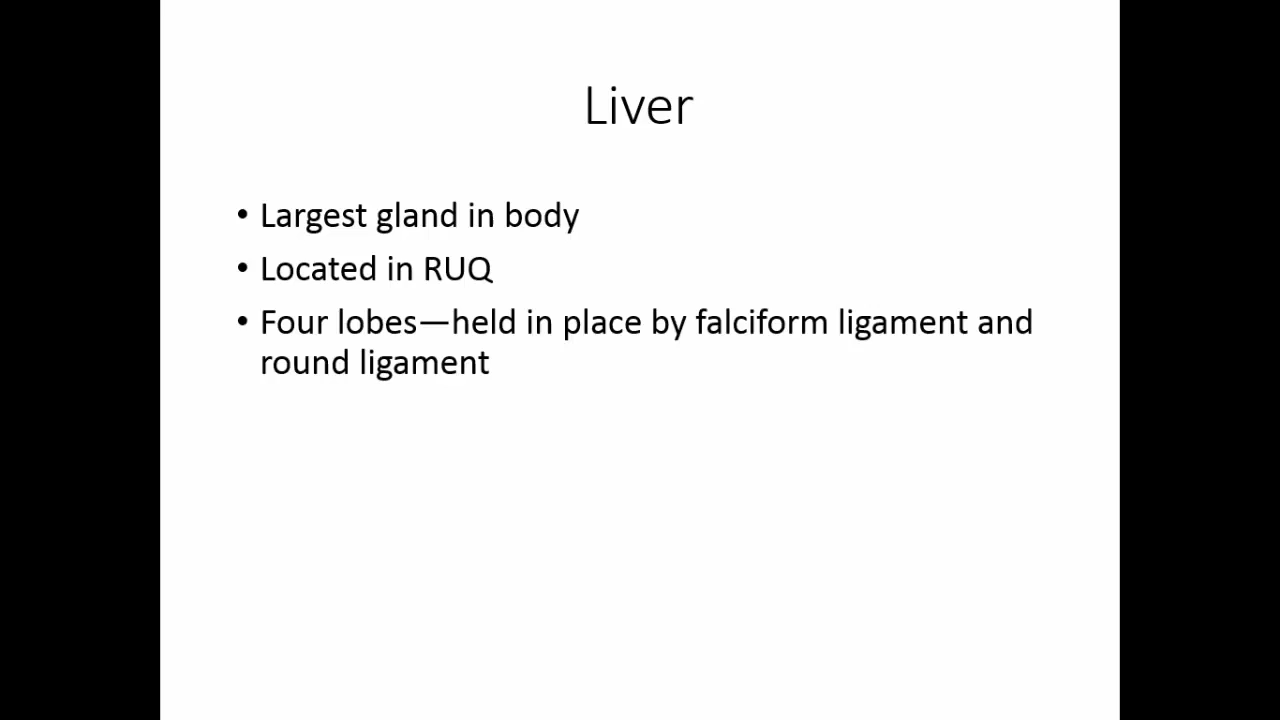 Liver
• Largest gland in body
• Located in RUQ
• Four lobes—held in place by falciform ligament and
round ligament